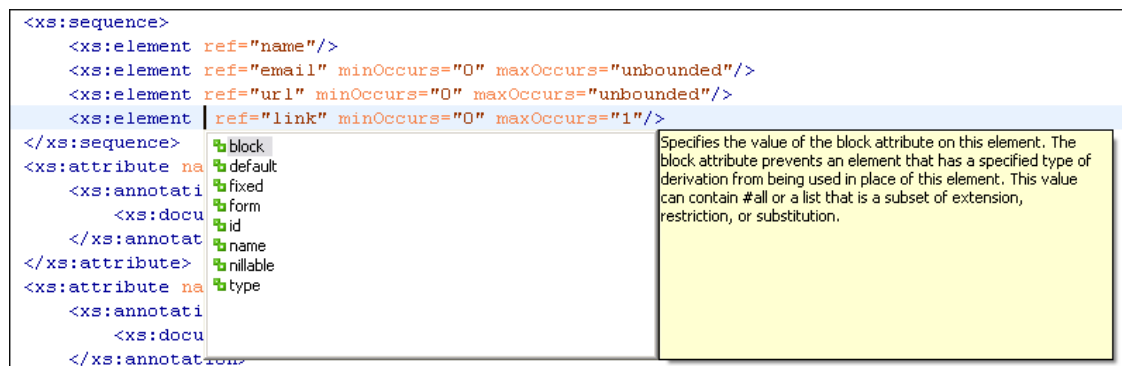 <xs:sequence>
<xs:element ref="name"/>
<xs:element ref="email" minOccurs="0" maxOccurs="unbounded"/>
<xs:element ref="url" minOccurs="0" maxOccurs="unbounded"/>
<xs:element ref="link" minOccurs="0" maxOccurs="1"/>
</xs:sequence>
<xs:attribute na
<xs:annotati
<xs:docu
</xs:annotat
</xs:attribute>
<xs:attribute na
<xs:annotati
<xs:docu
</xs:annotation>
block
default
fixed
form
id
name
nillable
type
Specifies the value of the block attribute on this element. The
block attribute prevents an element that has a specified type of
derivation from being used in place of this element. This value
can contain #all or a list that is a subset of extension,
restriction, or substitution.